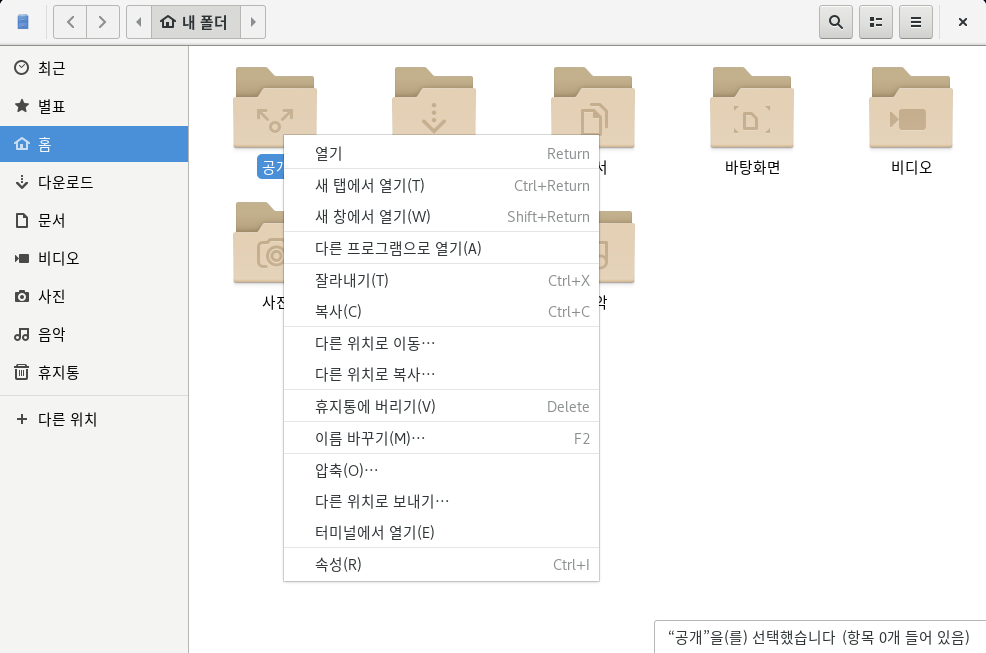 내 폴더
최근
별표
홈
다운로드
문서
비디오
사진
음악
휴지통
다른 위치
바탕화면
비디오
열기 Return
새 탭에서 열기(T) Ctrl+Return
새 창에서 열기(W) Shift+Return
다른 프로그램으로 열기(A)
잘라내기(T) Ctrl+X
복사(C) Ctrl+C
다른 위치로 이동…
다른 위치로 복사…
휴지통에 버리기(V) Delete
이름 바꾸기(M)… F2
압축(O)…
다른 위치로 보내기…
터미널에서 열기(E)
속성(R) Ctrl+I
“공개”을(를) 선택했습니다 (항목 0개 들어 있음)